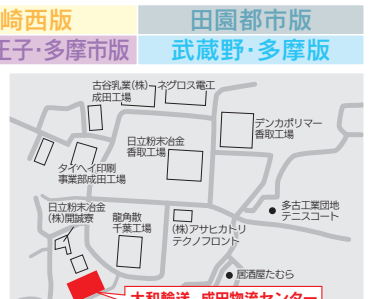 崎西版
田園都市版
王子・多摩市版
武蔵野・多摩版
古谷乳業(株)
成田工場
ネグロス電工
デンカポリマー
香取工場
日立粉末冶金
香取工場
タイヘイ印刷
事業部成田工場
日立粉末冶金
(株)開誠寮
龍角散
千葉工場
(株)アサヒカトリ
テクノフロント
多古工業団地
テニスコート
居酒屋たむら
大和輸送 成田物流センター